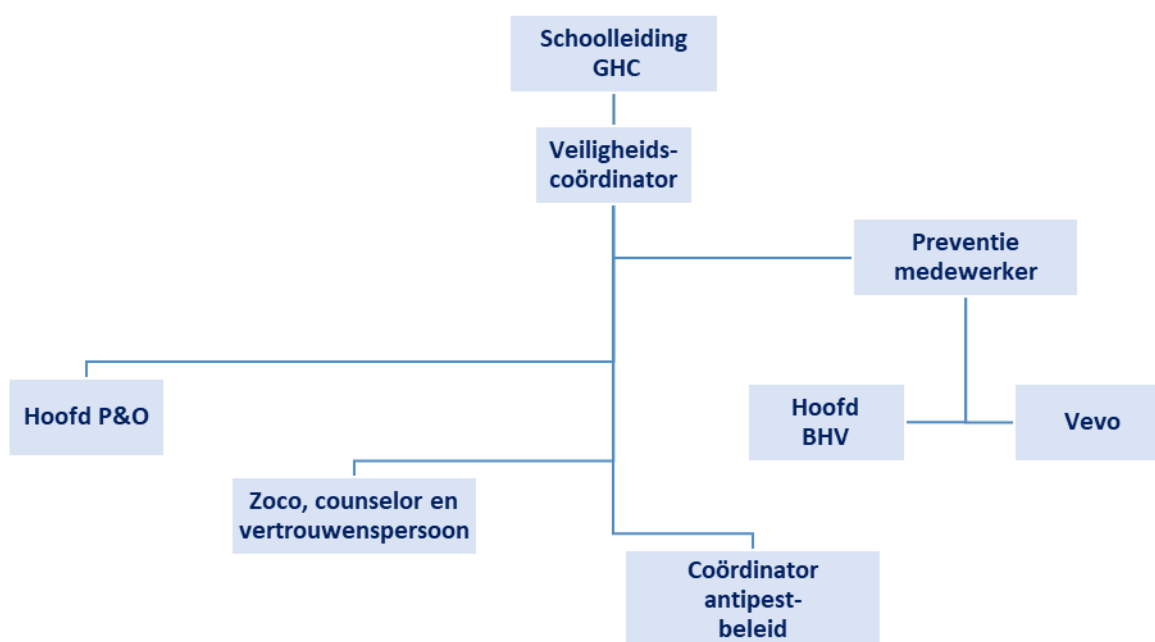 Schoolleiding
GHC
Veiligheids-
coördinator
Preventie
medewerker
Hoofd P&O
Hoofd
BHV
Vevo
Zoco, counselor en
vertrouwenspersoon
Coördinator
antipest-
beleid